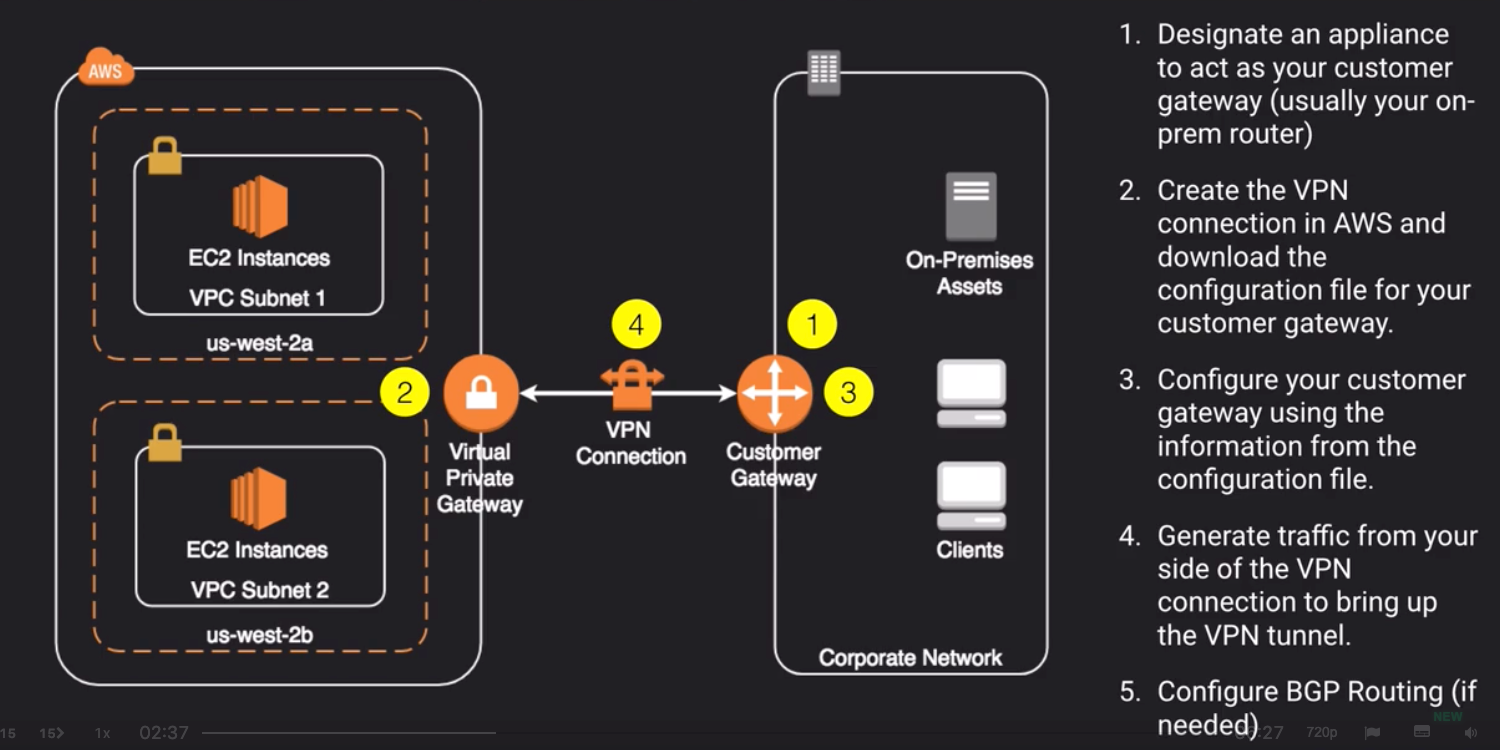 AWS
EC2 Instances
VPC Subnet 1
us-west-2a
EC2 Instances
VPC Subnet 2
us-west-2b
2
Virtual
Private
Gateway
4
VPN
Connection
1
3
Customer
Gateway
On-Premises
Assets
Clients
Corporate Network
1. Designate an appliance
to act as your customer
gateway (usually your on-
prem router)
2. Create the VPN
connection in AWS and
download the
configuration file for your
customer gateway.
3. Configure your customer
gateway using the
information from the
configuration file.
4. Generate traffic from your
side of the VPN
connection to bring up
the VPN tunnel.
5. Configure BGP Routing (if
needed)
15
15
1x
02:37
:27
720p
NEW